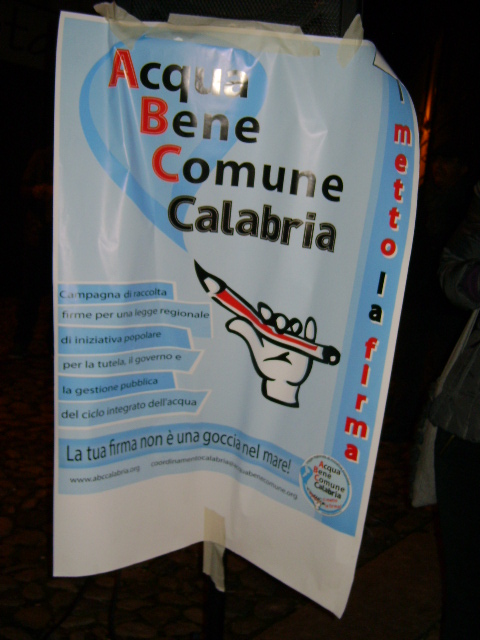 Acqua
Bene
Comune
Calabria
metto la firma
Campagna di raccolta
firme per una legge regionale
di iniziativa popolare
per la tutela, il governo e
la gestione pubblica
del ciclo integrato dell'acqua
La tua firma non è una goccia nel mare!
www.abccalabria.org
Acqua
Bene
Comune
Calabria